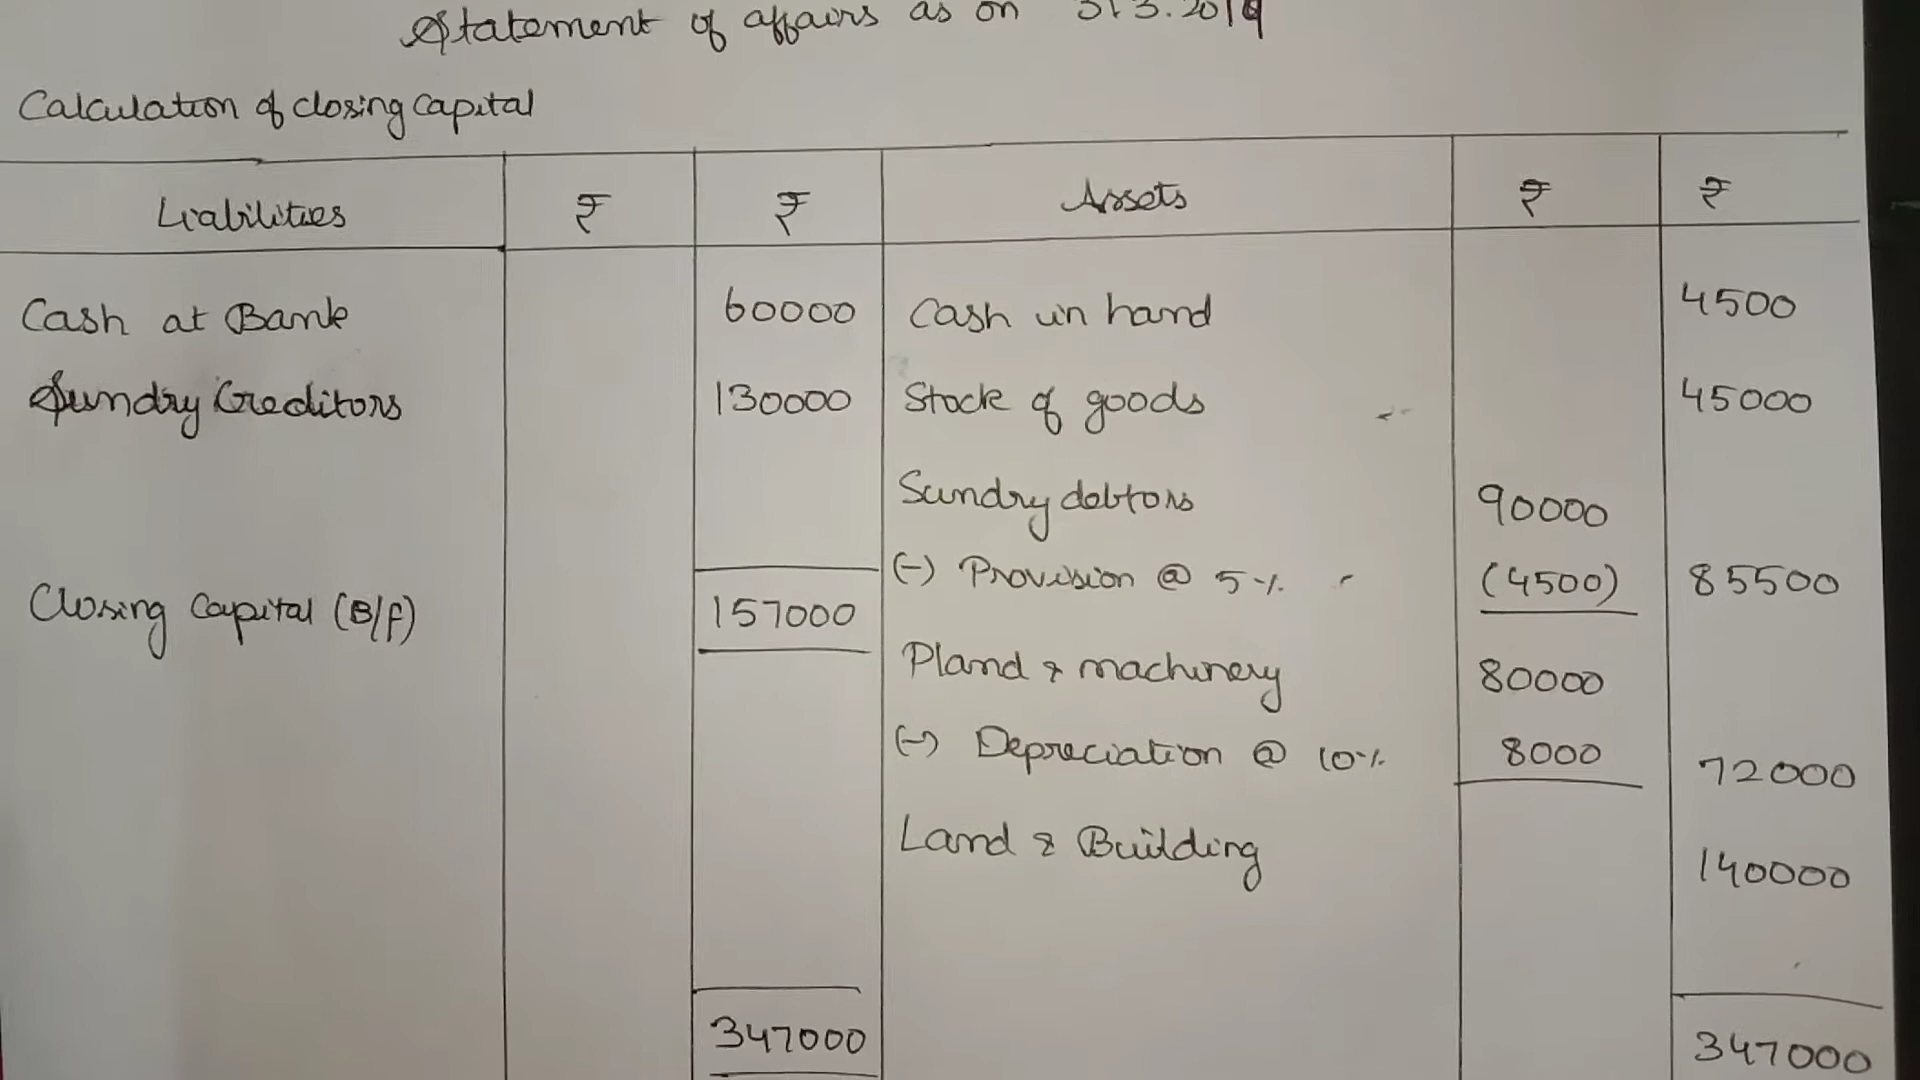 Statement of affairs as on 31 3.2019
Calculation of closing capital
Liabilities ₹ ₹ Assets ₹ ₹
Cash at Bank 60000 Cash in hand 4500
Sundry Creditors 130000 Stock of goods 45000
Sundry debtors 90000
(-) Provision @ 5% (4500) 85500
Closing Capital (B/F) 157000
Pland & machinery 80000
(-) Depreciation @ 10% 8000 72000
Land & Building 140000
347000 347000